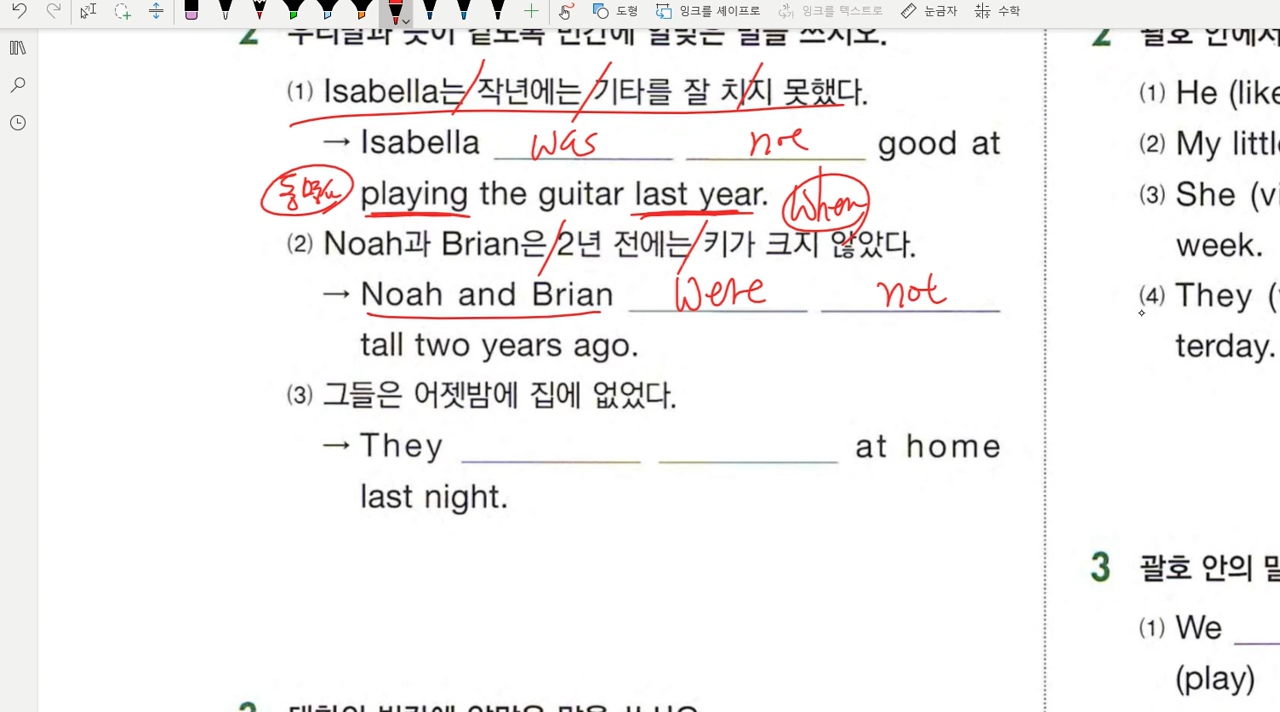 도형 잉크를 셰이프로 잉크를 텍스트로 눈금자 수학
2 우리말과 뜻이 같도록 빈칸에 알맞은 말을 쓰시오.
(1) Isabella는 작년에는 기타를 잘 치지 못했다.
→ Isabella was not good at
playing the guitar last year. When
(2) Noah과 Brian은 2년 전에는 키가 크지 않았다.
→ Noah and Brian were not
tall two years ago.
(3) 그들은 어젯밤에 집에 없었다.
→ They at home
last night.
2 괄호 안에서
(1) He (like
(2) My little
(3) She (vi
week.
(4) They (
terday.
3 괄호 안의 말
(1) We
(play)